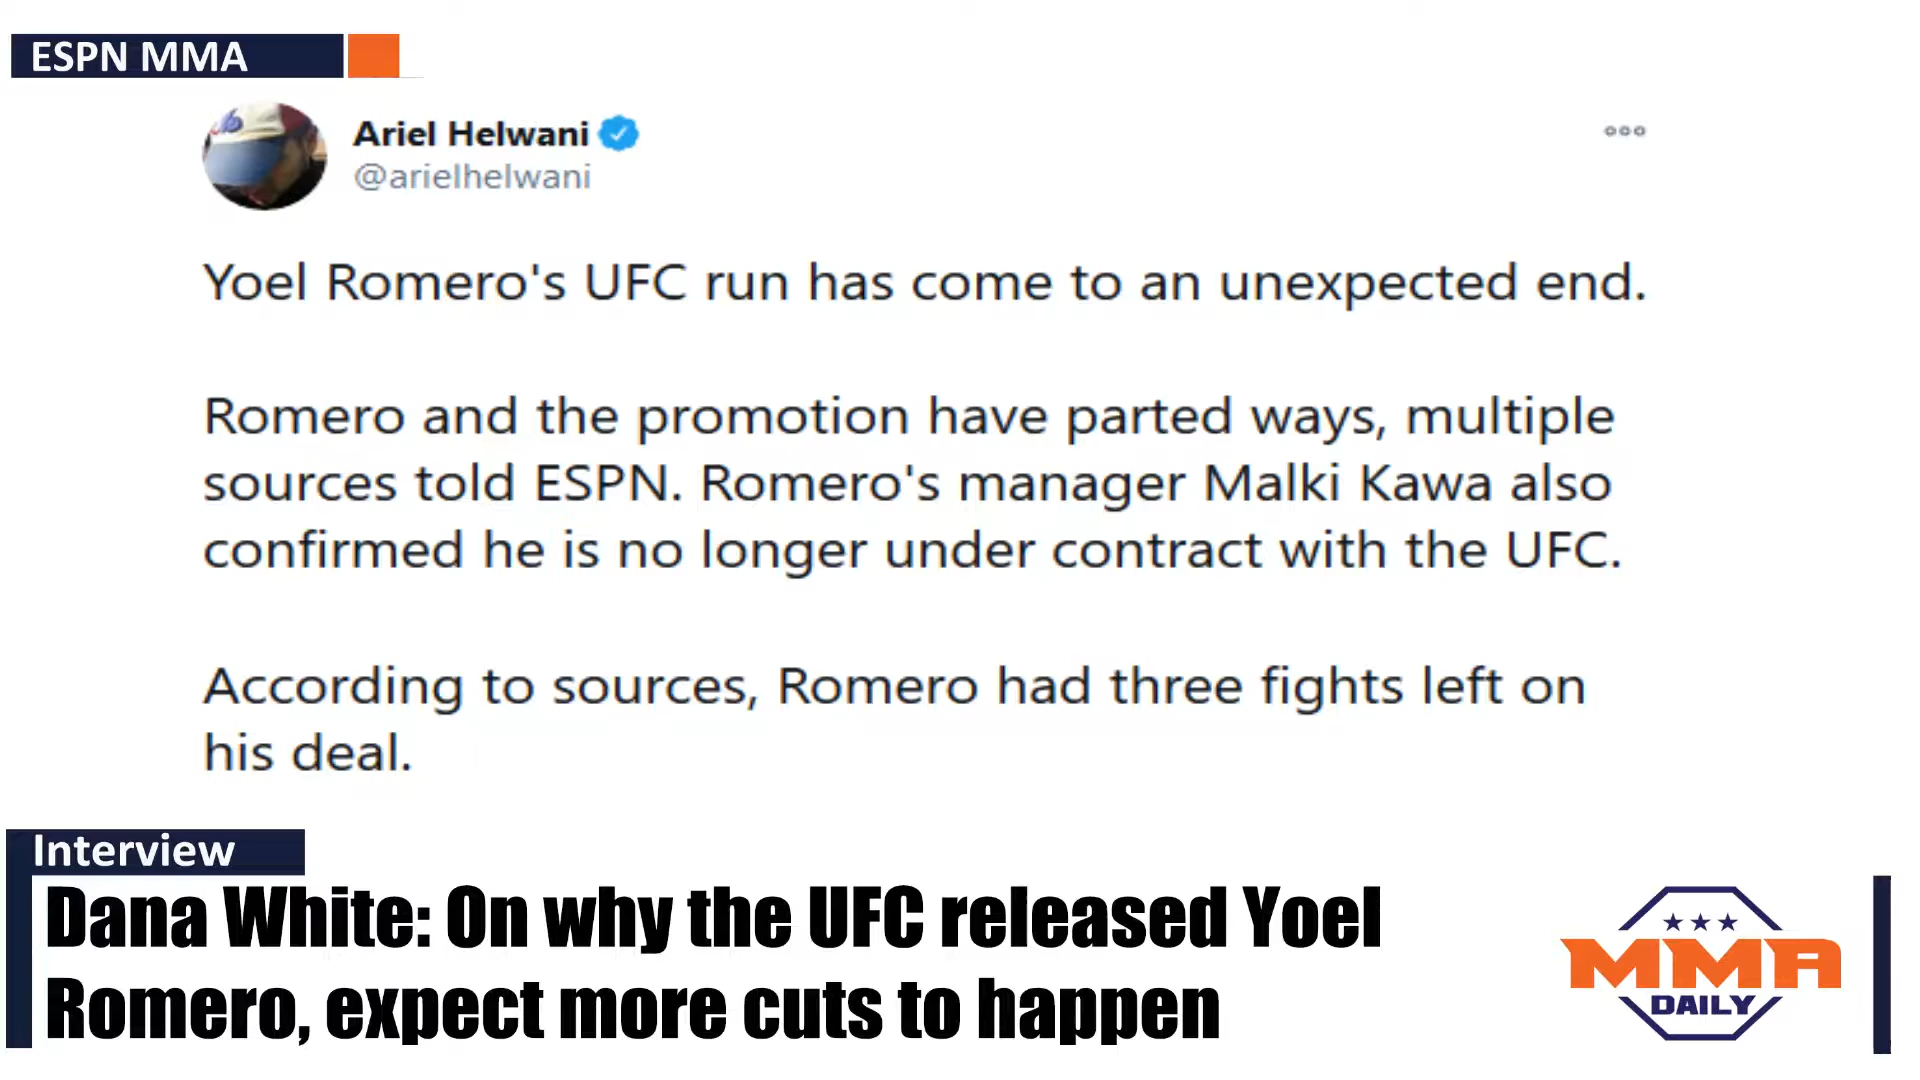 ESPN MMA
Ariel Helwani
@arielhelwani
Yoel Romero's UFC run has come to an unexpected end.
Romero and the promotion have parted ways, multiple
sources told ESPN. Romero's manager Malki Kawa also
confirmed he is no longer under contract with the UFC.
According to sources, Romero had three fights left on
his deal.
Interview
Dana White: On why the UFC released Yoel
Romero, expect more cuts to happen
MMA
DAILY